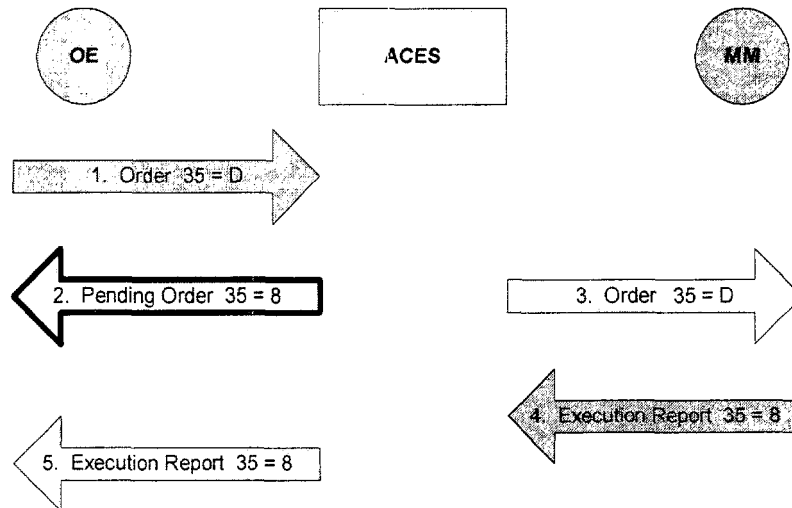 OE
ACES
MM
1. Order 35 = D
2. Pending Order 35 = 8
3. Order 35 = D
4. Execution Report 35 = 8
5. Execution Report 35 = 8